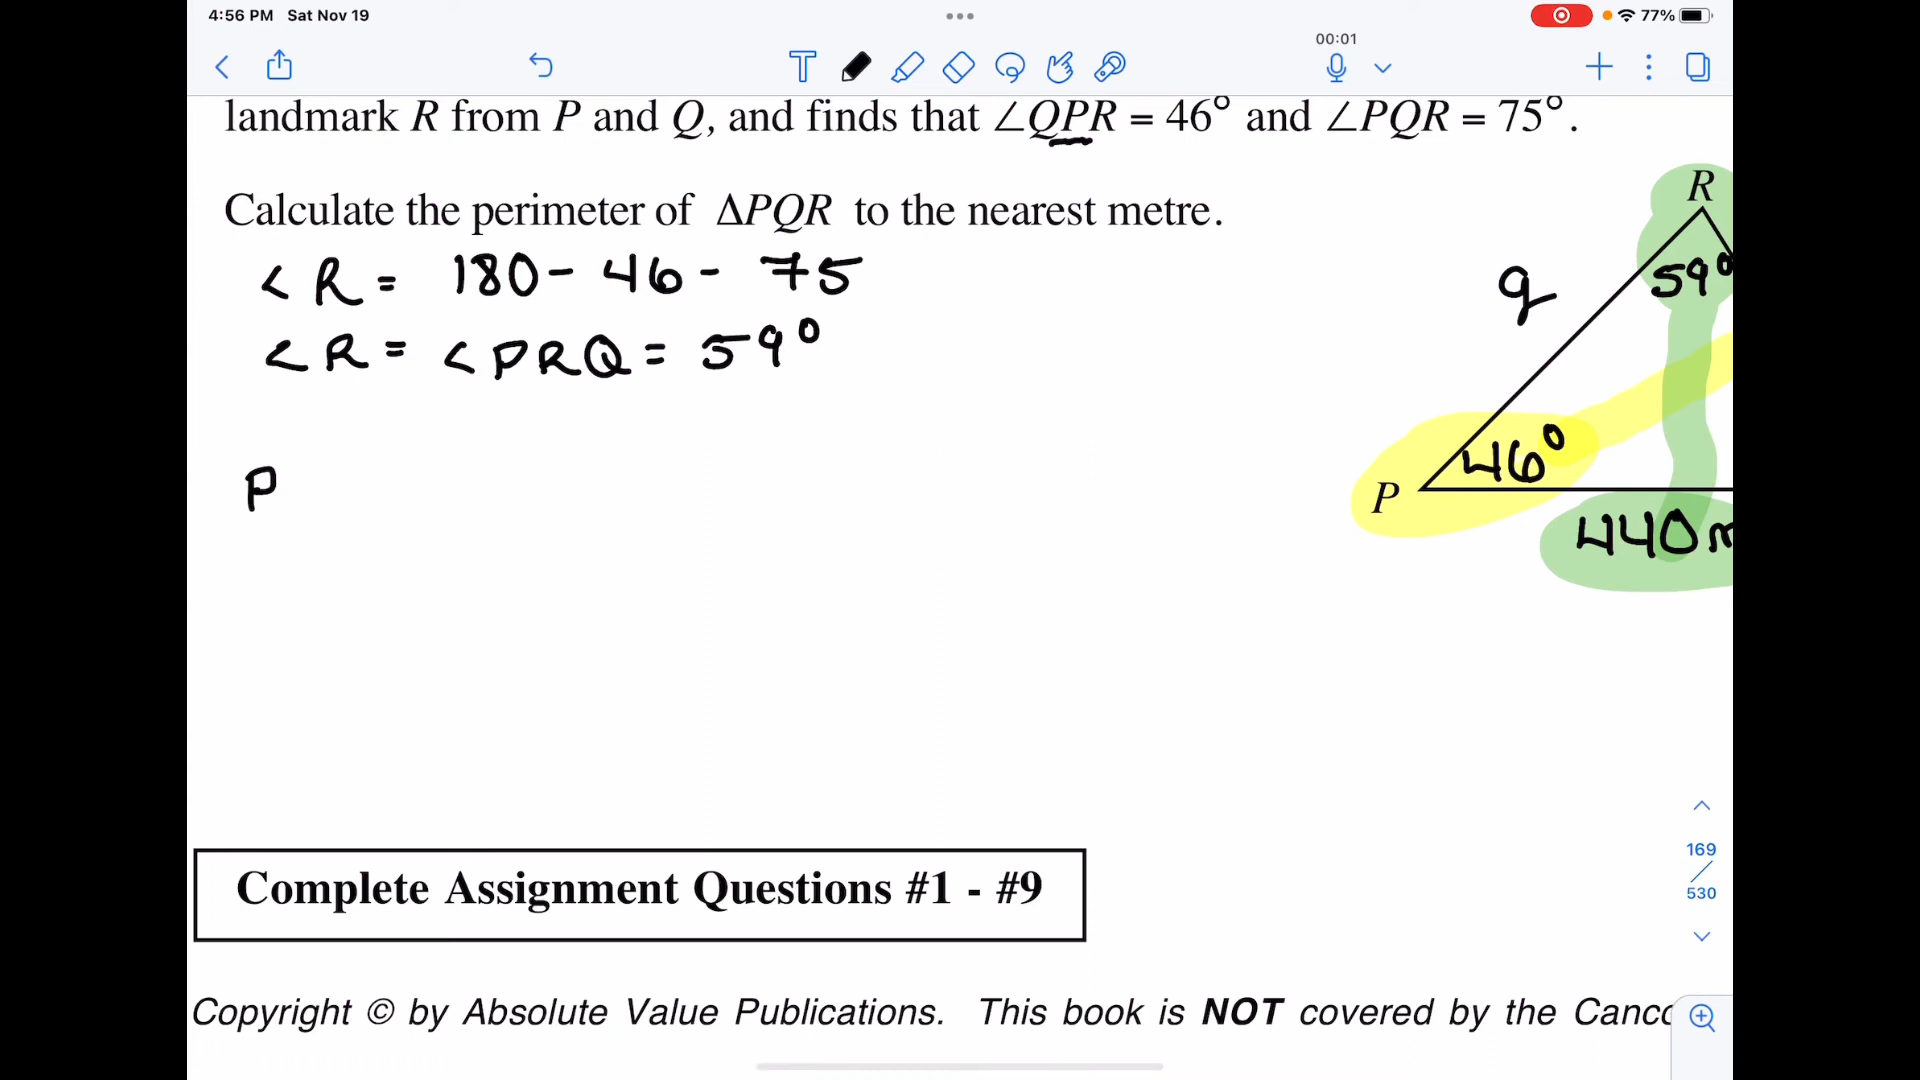 4:56 PM Sat Nov 19
77%
00:01
landmark R from P and Q, and finds that ∠QPR = 46° and ∠PQR = 75°.
Calculate the perimeter of ΔPQR to the nearest metre.
<R = 180 - 46 - 75
<R = <PRQ = 59°
P
R
59°
q
46°
P
440m
169
530
Complete Assignment Questions #1 - #9
Copyright © by Absolute Value Publications. This book is NOT covered by the Canc